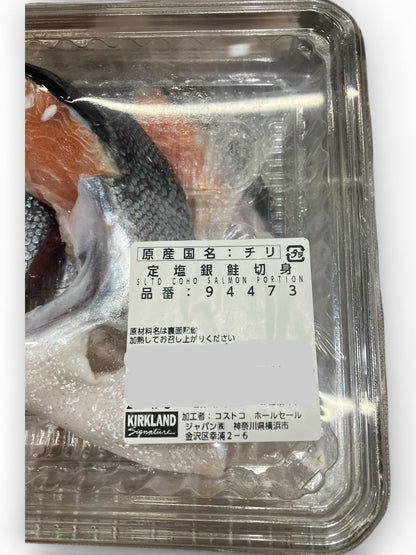 原産国名:チリ
プラ
定塩銀鮭切身
SLTD COHO SALMON PORTION
品番:94473
原材料名は裏面記載
加熱してお召し上がりください
KIRKLAND
Signature
加工者:コストコ ホールセール
ジャパン㈱ 神奈川県横浜市
金沢区幸浦2-6